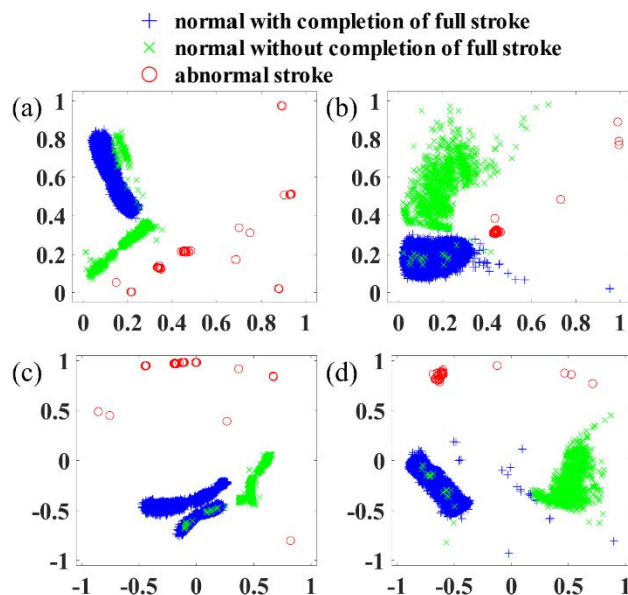 normal with completion of full stroke
normal without completion of full stroke
abnormal stroke
(a)
1
0.8
0.6
0.4
0.2
0
0 0.2 0.4 0.6 0.8 1
(b)
1
0.8
0.6
0.4
0.2
0
0 0.2 0.4 0.6 0.8 1
(c)
1
0.5
0
-0.5
-1
-1 -0.5 0 0.5 1
(d)
1
0.5
0
-0.5
-1
-1 -0.5 0 0.5 1